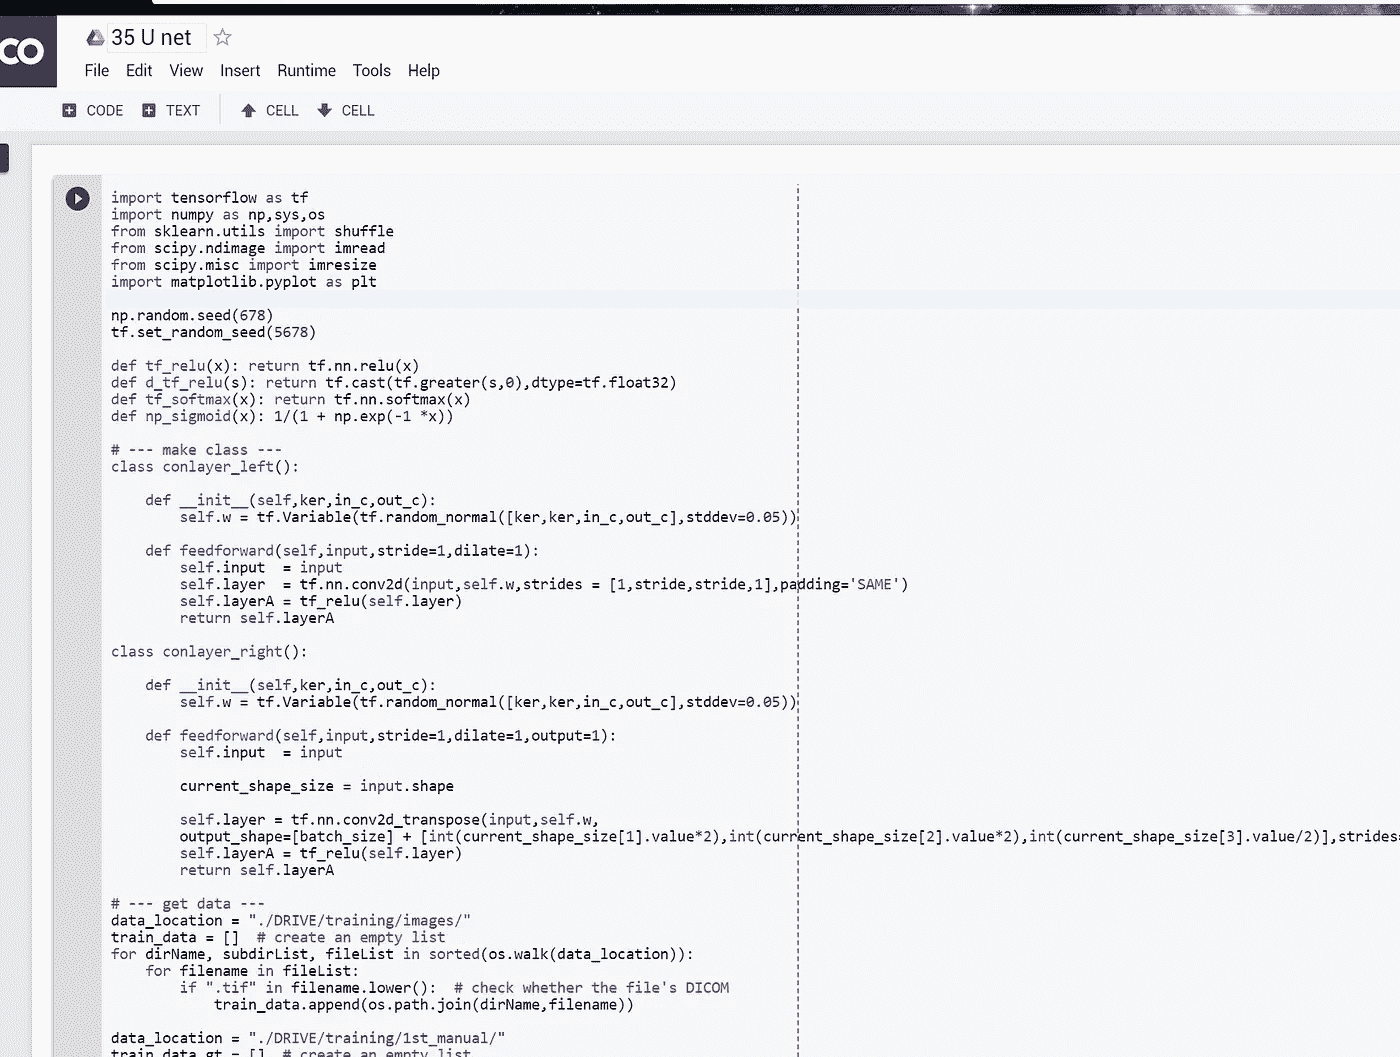 CO
35 U net
File Edit View Insert Runtime Tools Help
CODE TEXT CELL CELL
import tensorflow as tf
import numpy as np,sys,os
from sklearn.utils import shuffle
from scipy.ndimage import imread
from scipy.misc import imresize
import matplotlib.pyplot as plt
np.random.seed(678)
tf.set_random_seed(5678)
def tf_relu(x): return tf.nn.relu(x)
def d_tf_relu(s): return tf.cast(tf.greater(s,0),dtype=tf.float32)
def tf_softmax(x): return tf.nn.softmax(x)
def np_sigmoid(x): 1/(1 + np.exp(-1 *x))
# --- make class ---
class conlayer_left():
    def __init__(self,ker,in_c,out_c):
        self.w = tf.Variable(tf.random_normal([ker,ker,in_c,out_c],stddev=0.05))
    def feedforward(self,input,stride=1,dilate=1):
        self.input  = input
        self.layer  = tf.nn.conv2d(input,self.w,strides = [1,stride,stride,1],padding='SAME')
        self.layerA = tf_relu(self.layer)
        return self.layerA
class conlayer_right():
    def __init__(self,ker,in_c,out_c):
        self.w = tf.Variable(tf.random_normal([ker,ker,in_c,out_c],stddev=0.05))
    def feedforward(self,input,stride=1,dilate=1,output=1):
        self.input  = input
        current_shape_size = input.shape
        self.layer = tf.nn.conv2d_transpose(input,self.w,
        output_shape=[batch_size] + [int(current_shape_size[1].value*2),int(current_shape_size[2].value*2),int(current_shape_size[3].value/2)],strides=
        self.layerA = tf_relu(self.layer)
        return self.layerA
# --- get data ---
data_location = "./DRIVE/training/images/"
train_data = []  # create an empty list
for dirName, subdirList, fileList in sorted(os.walk(data_location)):
    for filename in fileList:
        if ".tif" in filename.lower():  # check whether the file's DICOM
            train_data.append(os.path.join(dirName,filename))
data_location = "./DRIVE/training/1st_manual/"
train_data_gt = []  # create an empty list